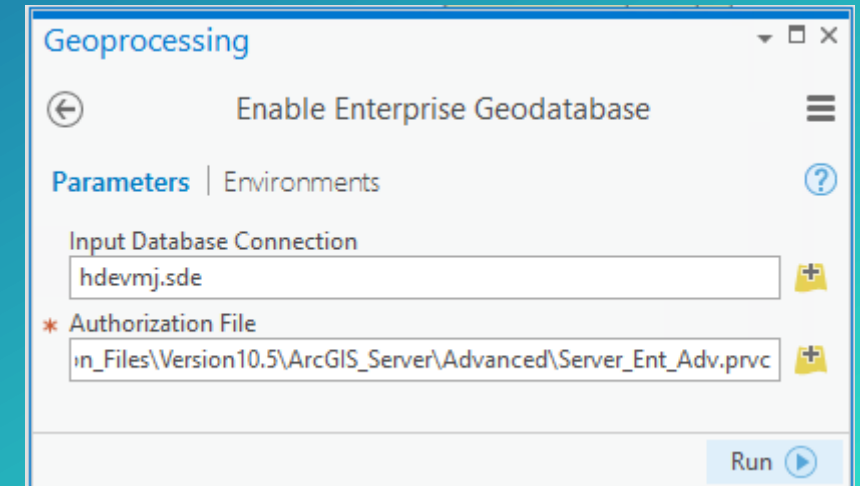 Geoprocessing
Enable Enterprise Geodatabase
Parameters | Environments
Input Database Connection
hdevmj.sde
* Authorization File
n_Files\Version10.5\ArcGIS_Server\Advanced\Server_Ent_Adv.prvc
Run